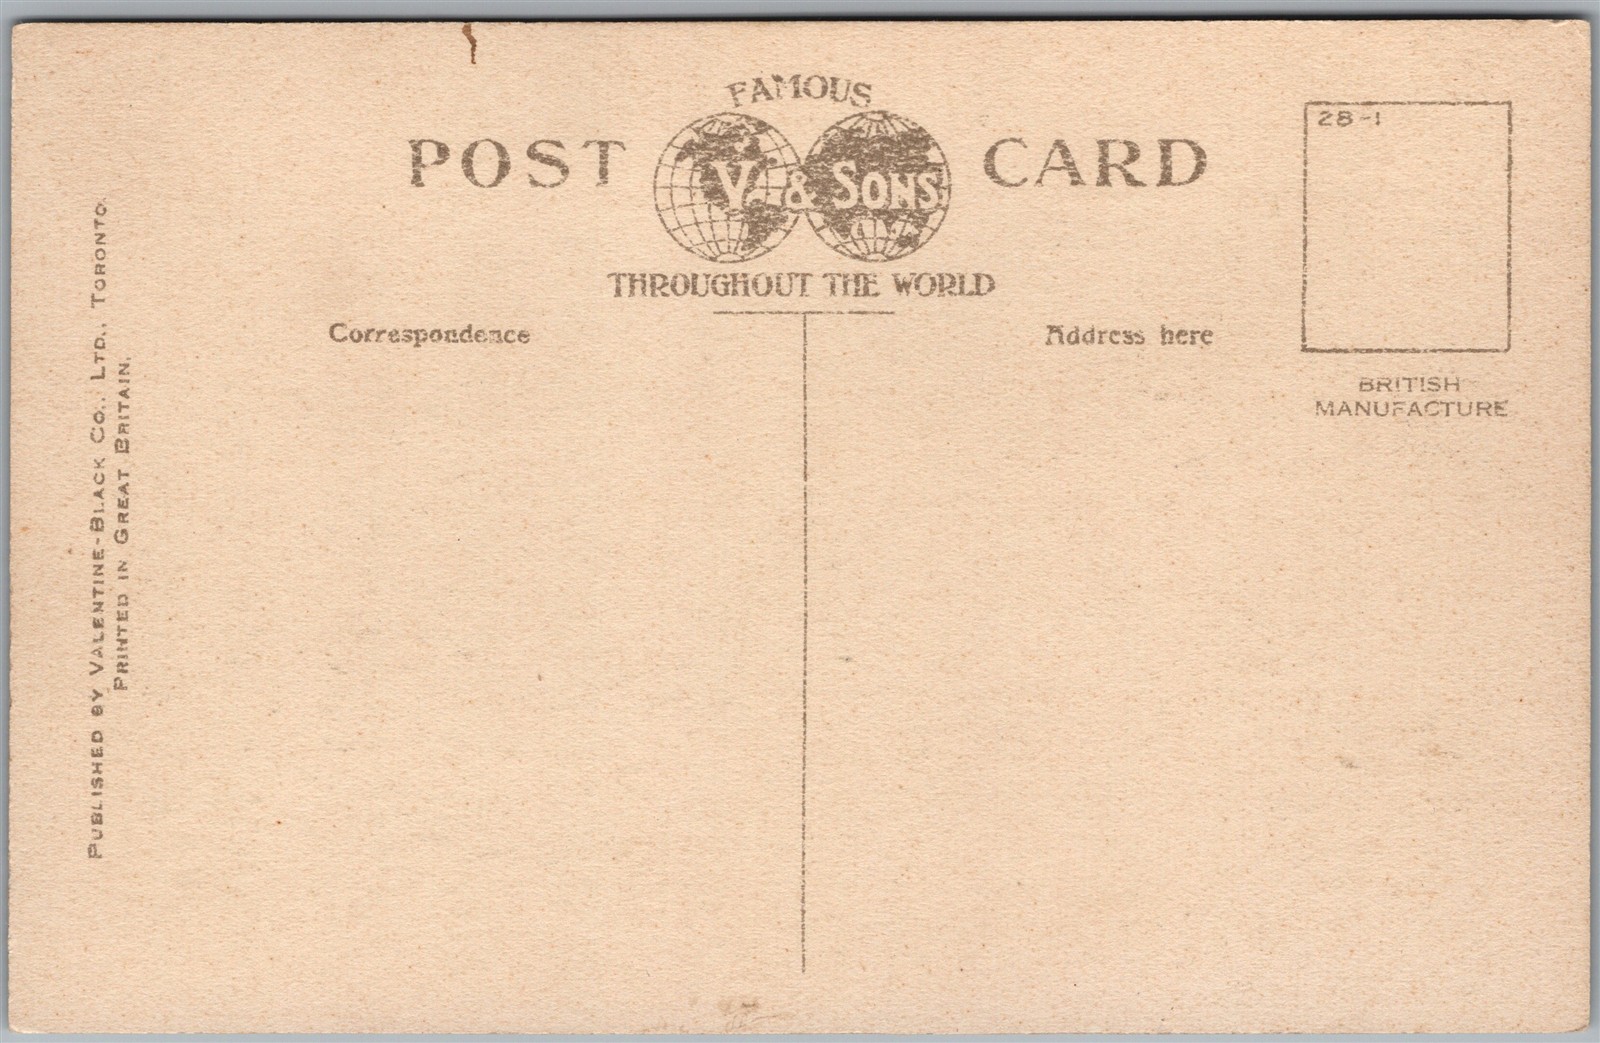 FAMOUS
POST V. & SONS CARD
THROUGHOUT THE WORLD
28-1
Correspondence
Address here
BRITISH
MANUFACTURE
PUBLISHED BY VALENTINE-BLACK CO., LTD., TORONTO.
PRINTED IN GREAT BRITAIN.